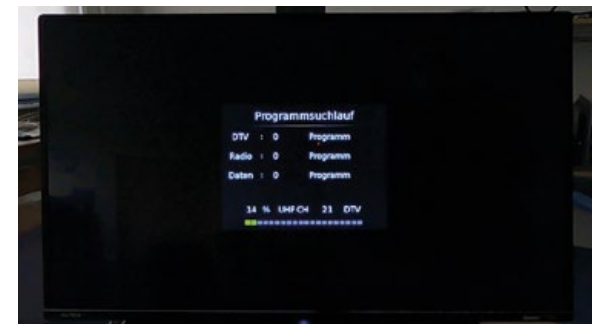 Programmsuchlauf
DTV : 0 Programm
Radio : 0 Programm
Daten : 0 Programm
14 % UHF CH 21 DTV